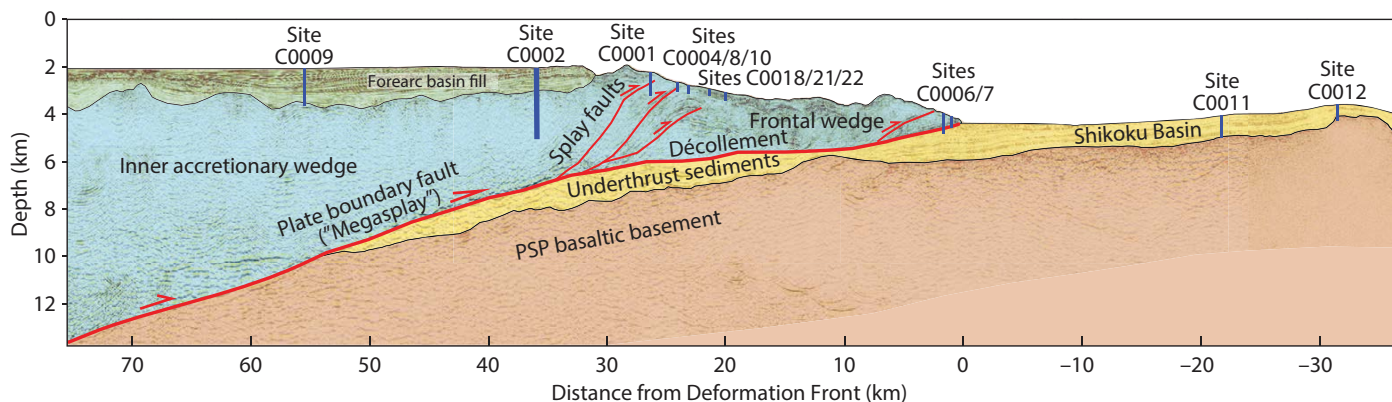 0
2
4
6
8
10
12
Depth (km)
Site
C0009
Site
C0002
Site
C0001
Sites
C0004/8/10
Sites C0018/21/22
Sites
C0006/7
Site
C0011
Site
C0012
Forearc basin fill
Splay faults
Frontal wedge
Décollement
Shikoku Basin
Inner accretionary wedge
Underthrust sediments
Plate boundary fault
("Megasplay")
PSP basaltic basement
70
60
50
40
30
20
10
0
−10
−20
−30
Distance from Deformation Front (km)